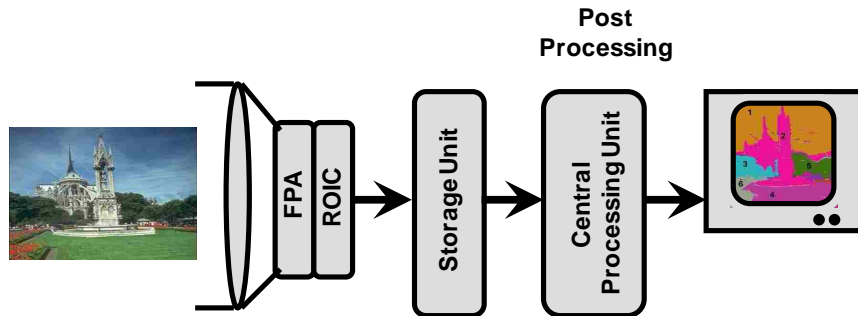 Post
Processing
FPA
ROIC
Storage Unit
Central
Processing Unit
1
2
3
5
6
4